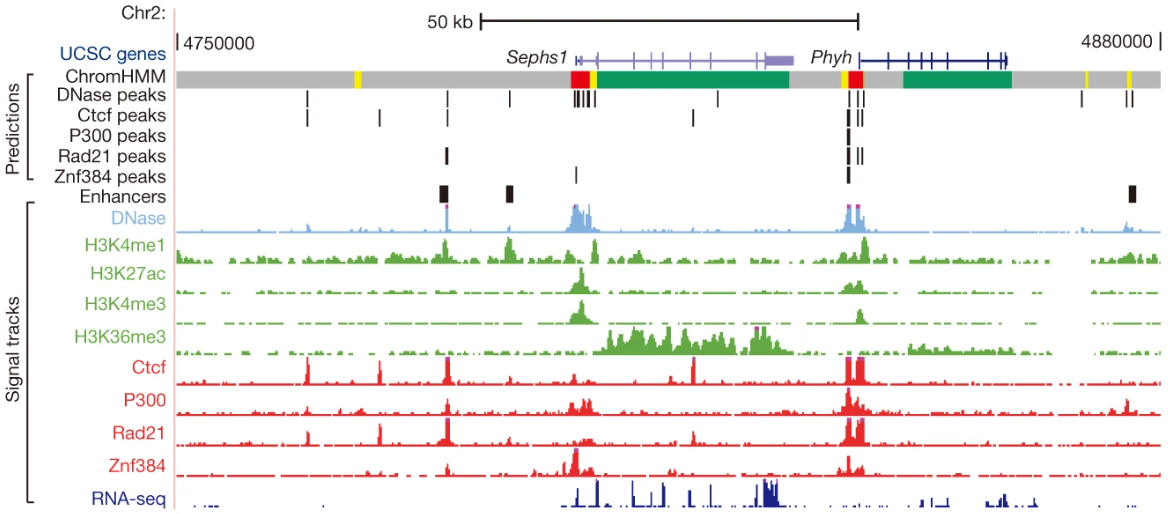 Chr2:
50 kb
4750000
4880000
UCSC genes
Sephs1
Phyh
Predictions
ChromHMM
DNase peaks
Ctcf peaks
P300 peaks
Rad21 peaks
Znf384 peaks
Enhancers
Signal tracks
DNase
H3K4me1
H3K27ac
H3K4me3
H3K36me3
Ctcf
P300
Rad21
Znf384
RNA-seq